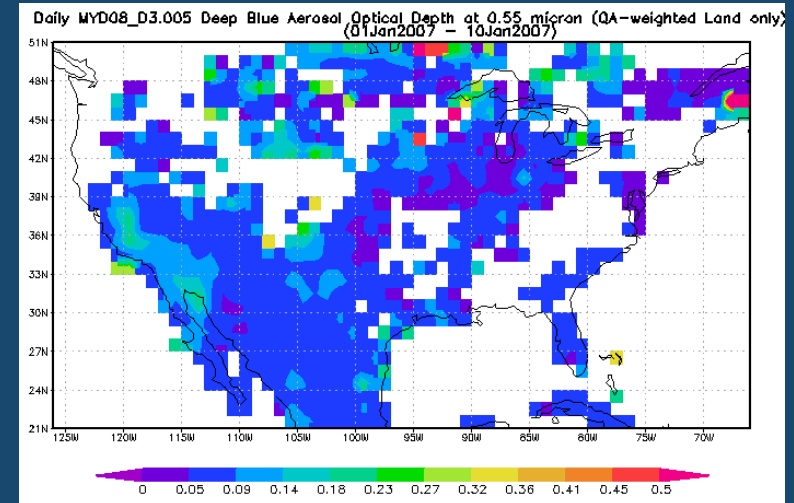 Daily MYD08_D3.005 Deep Blue Aerosol Optical Depth at 0.55 micron (QA-weighted Land only)
(01Jan2007 – 10Jan2007)
51N
48N
45N
42N
39N
36N
33N
30N
27N
24N
21N
125W 120W 115W 110W 105W 100W 95W 90W 85W 80W 75W 70W
0 0.05 0.09 0.14 0.18 0.23 0.27 0.32 0.36 0.41 0.45 0.5